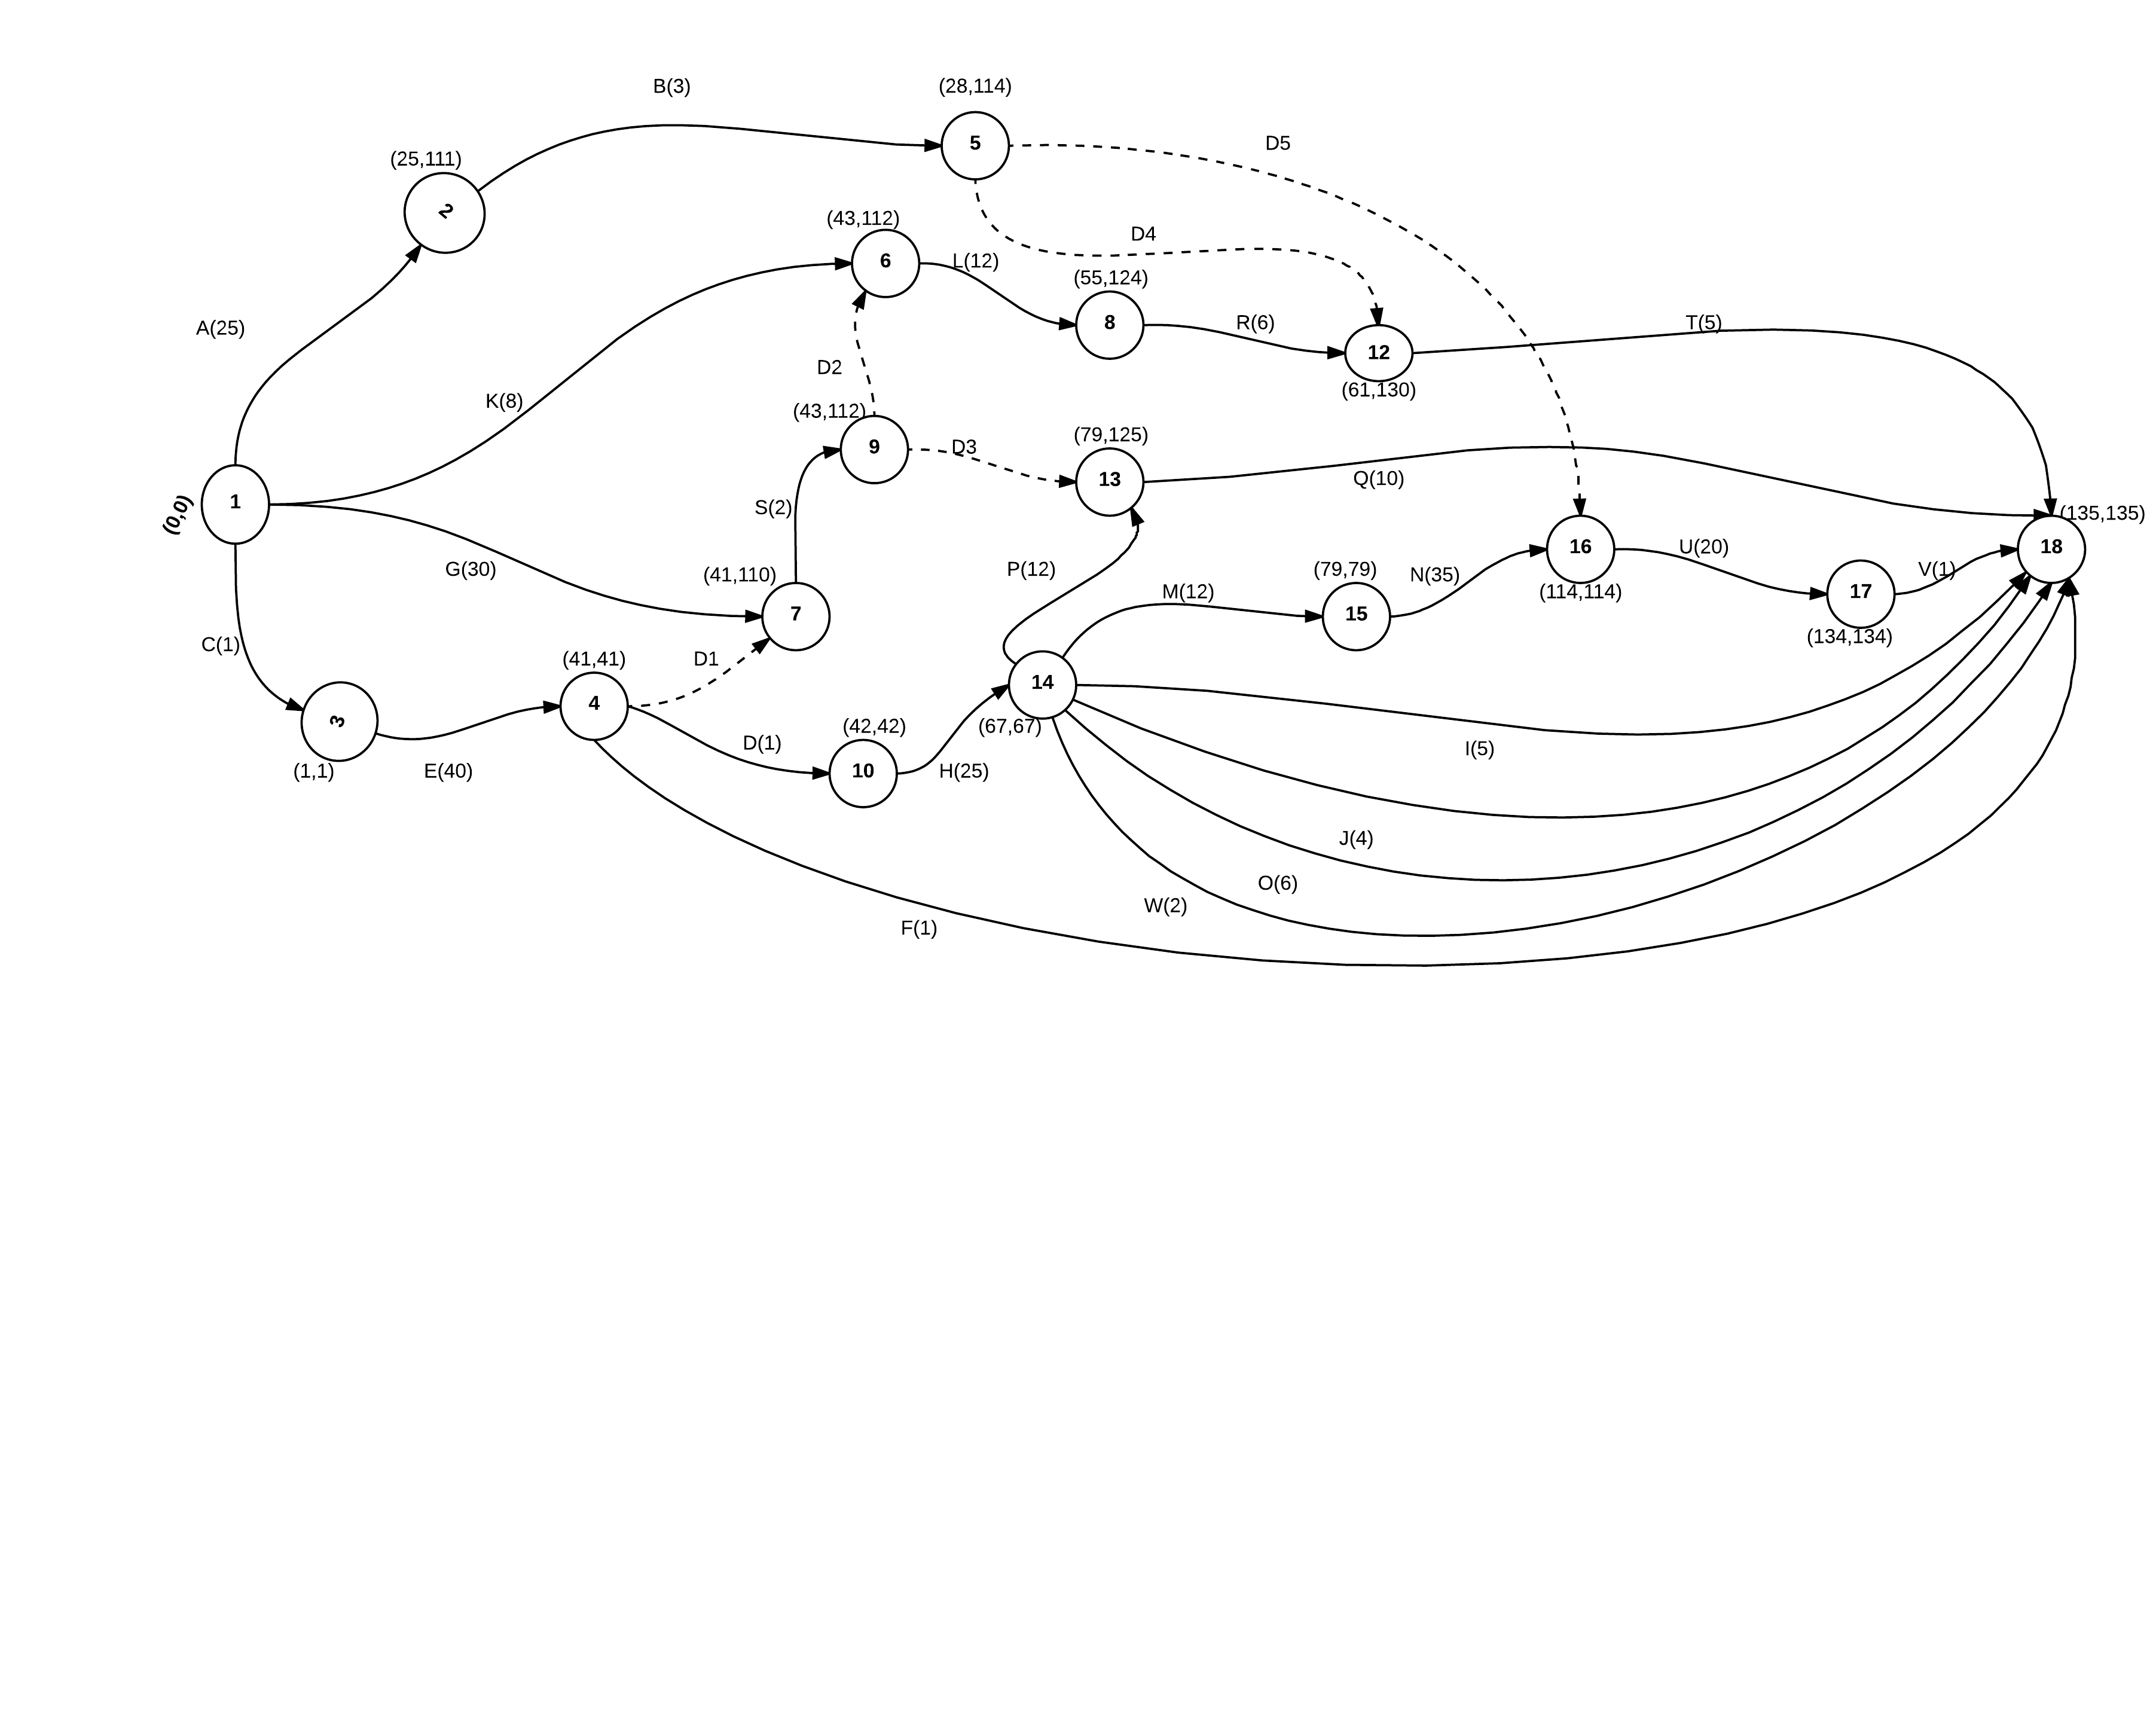 B(3)
(28,114)
5
D5
(25,111)
2
(43,112)
6
D4
L(12)
(55,124)
8
R(6)
12
(61,130)
T(5)
A(25)
D2
K(8)
(43,112)
9
D3
(79,125)
13
Q(10)
1
(0,0)
S(2)
(135,135)
18
16
(114,114)
U(20)
G(30)
(41,110)
7
P(12)
M(12)
(79,79)
15
N(35)
17
(134,134)
V(1)
C(1)
3
(1,1)
E(40)
(41,41)
4
D1
D(1)
(42,42)
10
H(25)
14
(67,67)
I(5)
J(4)
O(6)
W(2)
F(1)